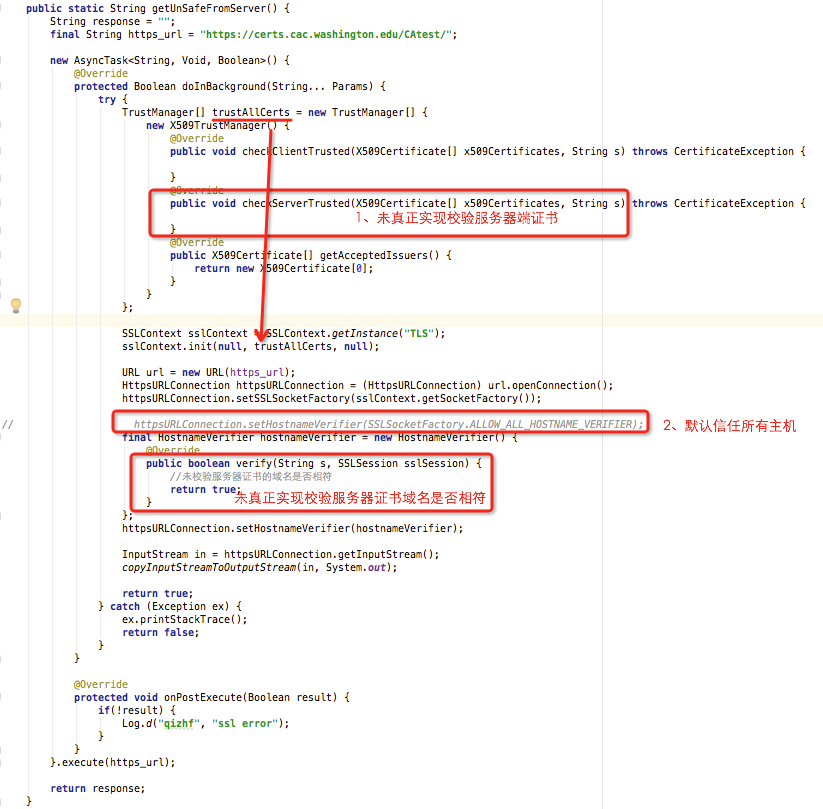 public static String getUnSafeFromServer() {
String response = "";
final String https_url = "https://certs.cac.washington.edu/CAtest/";
new AsyncTask<String, Void, Boolean>() {
@Override
protected Boolean doInBackground(String... Params) {
try {
TrustManager[] trustAllCerts = new TrustManager[] {
new X509TrustManager() {
@Override
public void checkClientTrusted(X509Certificate[] x509Certificates, String s) throws CertificateException {
}
@Override
public void checkServerTrusted(X509Certificate[] x509Certificates, String s) throws CertificateException {
1、未真正实现校验服务器端证书
}
@Override
public X509Certificate[] getAcceptedIssuers() {
return new X509Certificate[0];
}
}
};
SSLContext sslContext = SSLContext.getInstance("TLS");
sslContext.init(null, trustAllCerts, null);
URL url = new URL(https_url);
HttpsURLConnection httpsURLConnection = (HttpsURLConnection) url.openConnection();
httpsURLConnection.setSSLSocketFactory(sslContext.getSocketFactory());
// httpsURLConnection.setHostnameVerifier(SSLSocketFactory.ALLOW_ALL_HOSTNAME_VERIFIER); 2、默认信任所有主机
final HostnameVerifier hostnameVerifier = new HostnameVerifier() {
@Override
public boolean verify(String s, SSLSession sslSession) {
//未校验服务器证书的域名是否相符
return true;
未真正实现校验服务器证书域名是否相符
}
};
httpsURLConnection.setHostnameVerifier(hostnameVerifier);
InputStream in = httpsURLConnection.getInputStream();
copyInputStreamToOutputStream(in, System.out);
return true;
} catch (Exception ex) {
ex.printStackTrace();
return false;
}
}
@Override
protected void onPostExecute(Boolean result) {
if(!result) {
Log.d("qizhf", "ssl error");
}
}
}.execute(https_url);
return response;
}